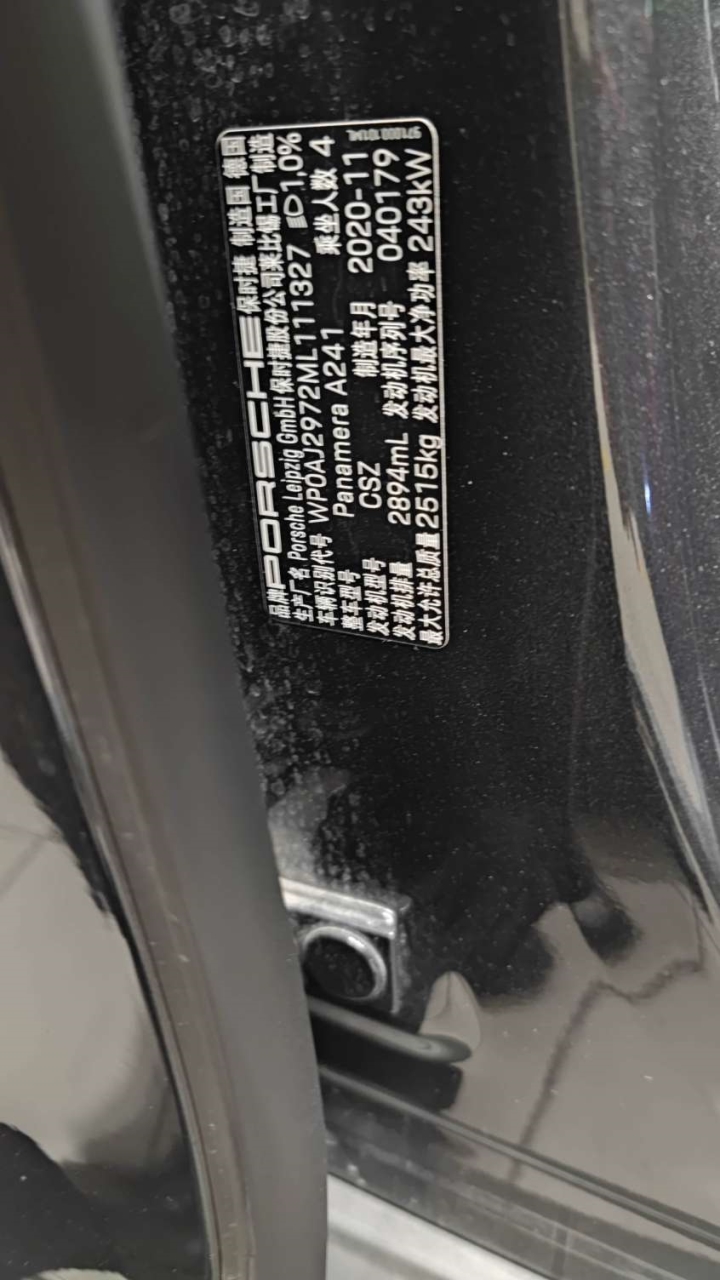 品牌 PORSCHE 保时捷 制造国 德国
生产厂名 Porsche Leipzig GmbH 保时捷股份公司莱比锡工厂制造
车辆识别代号 WP0AJ2972ML111327 1,0%
整车型号 Panamera A241 乘坐人数 4
发动机型号 CSZ 制造年月 2020-11
发动机排量 2894mL 发动机序列号 040179
最大允许总质量 2515kg 发动机最大净功率 243kW